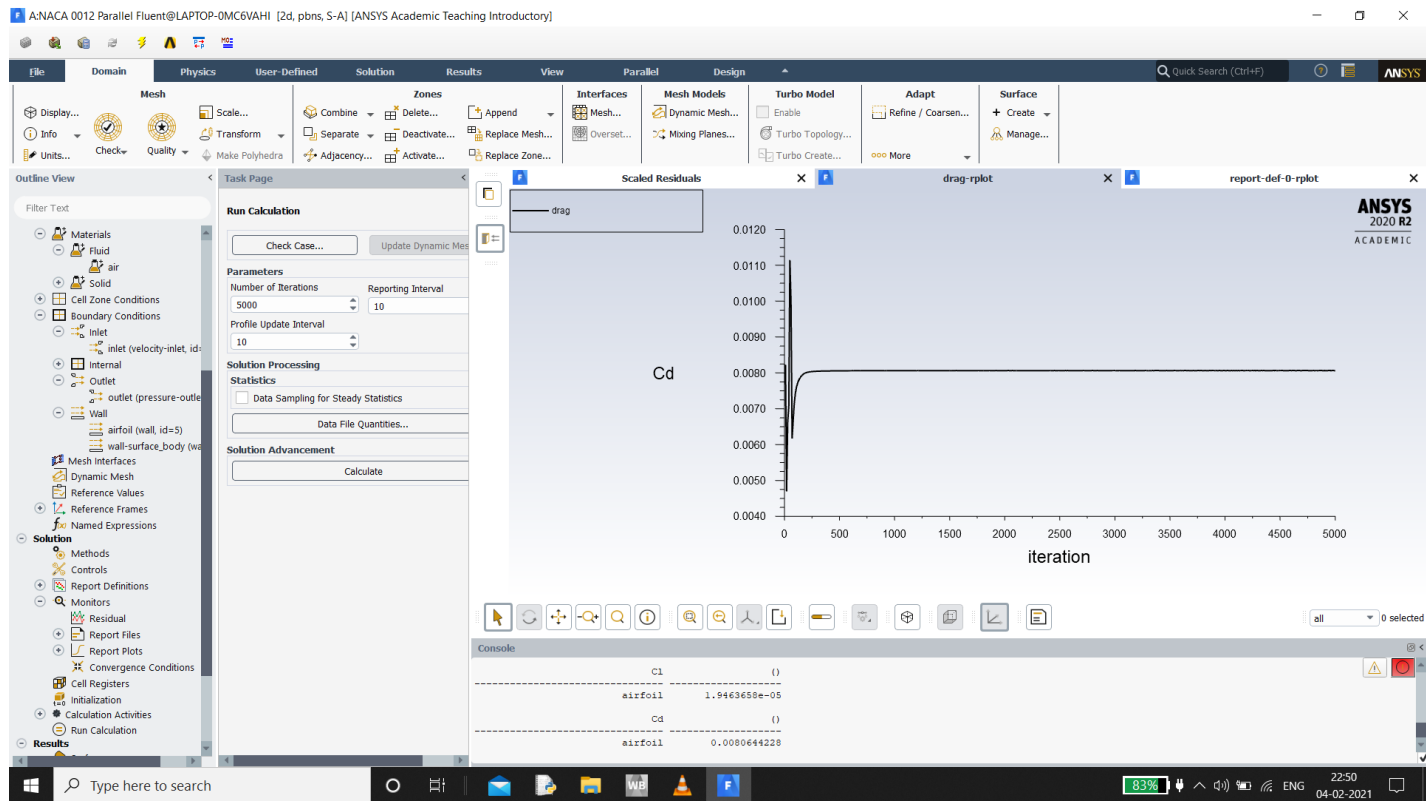 A:NACA 0012 Parallel Fluent@LAPTOP-0MC6VAHI [2d, pbns, S-A] [ANSYS Academic Teaching Introductory]
File Domain Physics User-Defined Solution Results View Parallel Design Quick Search (Ctrl+F) ANSYS
Mesh Zones Interfaces Mesh Models Turbo Model Adapt Surface
Display... Scale... Combine Delete... Append Mesh... Dynamic Mesh... Enable Refine / Coarsen... + Create
Info Transform Separate Deactivate... Replace Mesh... Overset... Mixing Planes... Turbo Topology... Manage...
Units... Check Quality Make Polyhedra Adjacency... Activate... Replace Zone... Turbo Create... More
Outline View
Filter Text
Materials
Fluid
air
Solid
Cell Zone Conditions
Boundary Conditions
Inlet
inlet (velocity-inlet, id=
Internal
Outlet
outlet (pressure-outle
Wall
airfoil (wall, id=5)
wall-surface_body (wa
Mesh Interfaces
Dynamic Mesh
Reference Values
Reference Frames
Named Expressions
Solution
Methods
Controls
Report Definitions
Monitors
Residual
Report Files
Report Plots
Convergence Conditions
Cell Registers
Initialization
Calculation Activities
Run Calculation
Results
Task Page
Run Calculation
Check Case... Update Dynamic Mes
Parameters
Number of Iterations Reporting Interval
5000 10
Profile Update Interval
10
Solution Processing
Statistics
Data Sampling for Steady Statistics
Data File Quantities...
Solution Advancement
Calculate
Scaled Residuals drag-rplot report-def-0-rplot
drag
ANSYS
2020 R2
ACADEMIC
0.0120
0.0110
0.0100
0.0090
0.0080
0.0070
0.0060
0.0050
0.0040
Cd
0 500 1000 1500 2000 2500 3000 3500 4000 4500 5000
iteration
all 0 selected
Console
Cl ()
airfoil 1.9463658e-05
Cd ()
airfoil 0.0080644228
Type here to search
WB
83%
ENG
22:50
04-02-2021